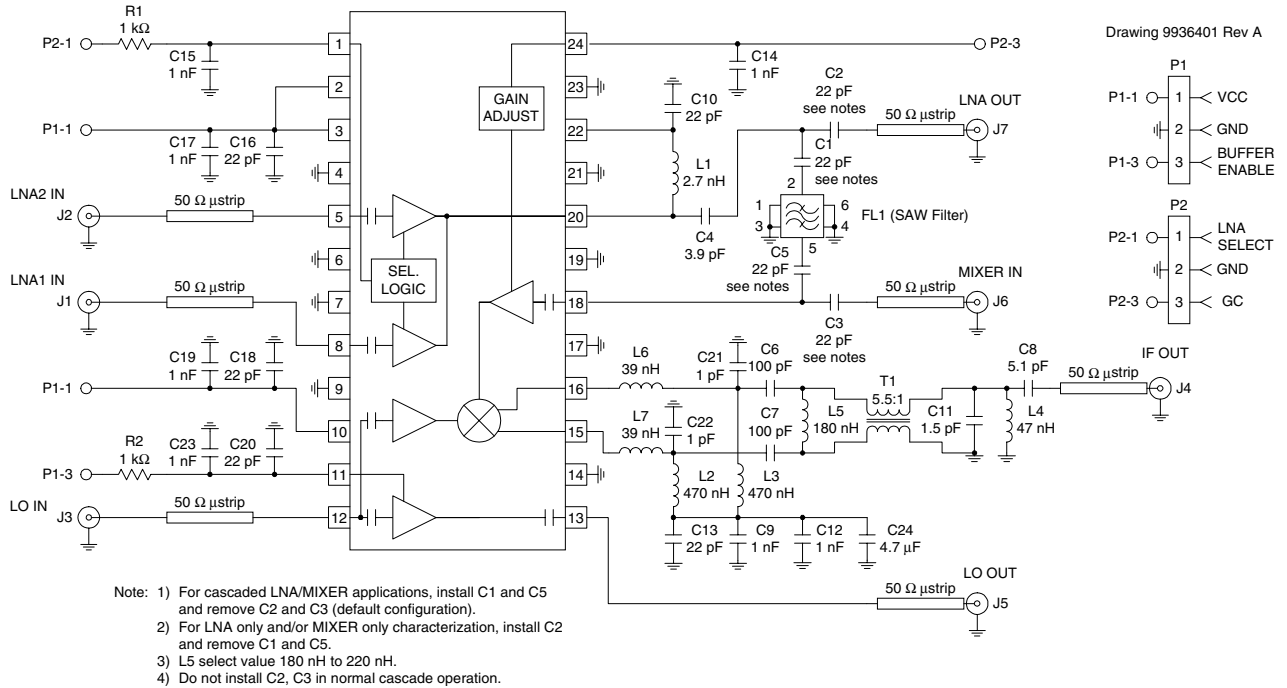 R1
1 kΩ
P2-1
C15
1 nF
P1-1
C17
1 nF
C16
22 pF
LNA2 IN
J2
50 Ω µstrip
LNA1 IN
J1
50 Ω µstrip
C19
1 nF
C18
22 pF
P1-1
R2
1 kΩ
C23
1 nF
C20
22 pF
P1-3
LO IN
J3
50 Ω µstrip
1
2
3
4
5
6
7
8
9
10
11
12
GAIN
ADJUST
SEL.
LOGIC
24
23
22
21
20
19
18
17
16
15
14
13
C14
1 nF
P2-3
C10
22 pF
L1
2.7 nH
C4
3.9 pF
C2
22 pF
see notes
LNA OUT
50 Ω µstrip
J7
C1
22 pF
see notes
2
1
3
6
4
5
FL1 (SAW Filter)
C5
22 pF
see notes
MIXER IN
50 Ω µstrip
J6
C3
22 pF
see notes
L6
39 nH
C21
1 pF
C6
100 pF
L7
39 nH
C22
1 pF
C7
100 pF
L5
180 nH
T1
5.5:1
C11
1.5 pF
L4
47 nH
C8
5.1 pF
IF OUT
50 Ω µstrip
J4
L2
470 nH
L3
470 nH
C13
22 pF
C9
1 nF
C12
1 nF
C24
4.7 µF
LO OUT
50 Ω µstrip
J5
Drawing 9936401 Rev A
P1
P1-1 1 VCC
2 GND
P1-3 3 BUFFER
ENABLE
P2
P2-1 1 LNA
SELECT
2 GND
P2-3 3 GC
Note: 1) For cascaded LNA/MIXER applications, install C1 and C5
and remove C2 and C3 (default configuration).
2) For LNA only and/or MIXER only characterization, install C2
and remove C1 and C5.
3) L5 select value 180 nH to 220 nH.
4) Do not install C2, C3 in normal cascade operation.